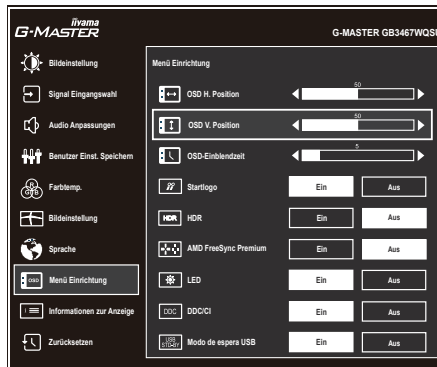 iiyama
G-MASTER
G-MASTER GB3467WQSU
Bildeinstellung
Signal Eingangswahl
Audio Anpassungen
Benutzer Einst. Speichern
R
G B
Farbtemp.
Bildeinstellung
Sprache
OSD
Menü Einrichtung
i
Informationen zur Anzeige
Zurücksetzen
Menü Einrichtung
OSD H. Position
50
OSD V. Position
50
OSD-Einblendzeit
5
Startlogo
Ein
Aus
HDR
HDR
Ein
Aus
AMD FreeSync Premium
Ein
Aus
LED
Ein
Aus
DDC
DDC/CI
Ein
Aus
USB
STD-BY
Modo de espera USB
Ein
Aus